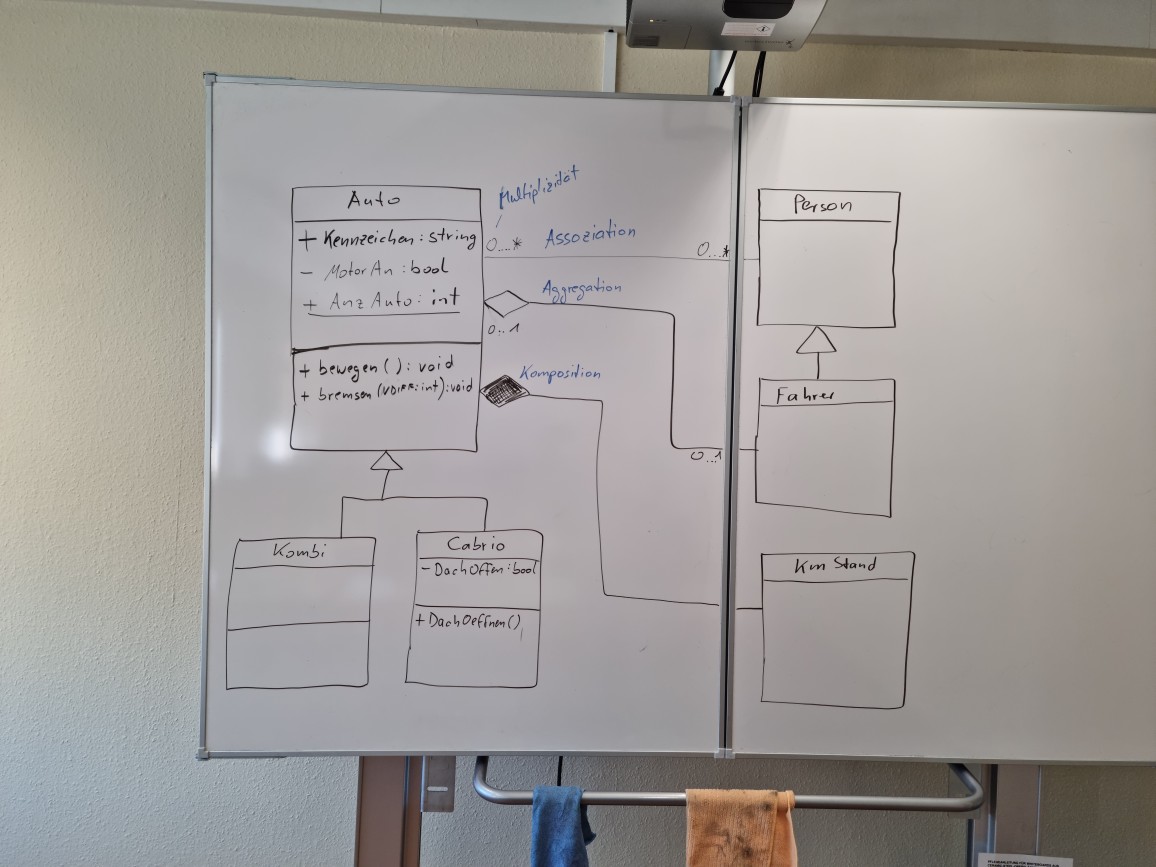 Auto
+ Kennzeichen : string
- MotorAn : bool
+ AnzAuto : int
+ bewegen ( ) : void
+ bremsen (VDIFF: int) : void
Multiplizität
0...* Assoziation 0...*
Aggregation
0..1
0..1
Komposition
Kombi
Cabrio
- DachOffen : bool
+ DachOeffnen()
Person
Fahrer
Km Stand